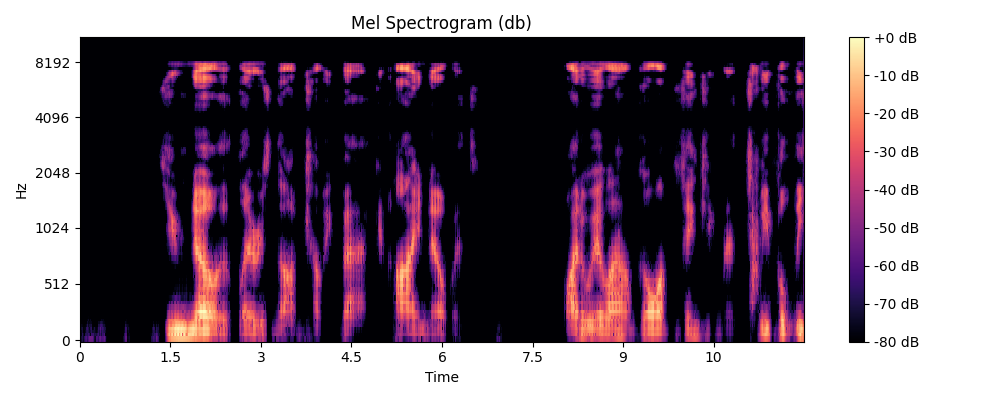 Mel Spectrogram (db)
8192
4096
2048
1024
512
0
Hz
0 1.5 3 4.5 6 7.5 9 10
Time
+0 dB
-10 dB
-20 dB
-30 dB
-40 dB
-50 dB
-60 dB
-70 dB
-80 dB